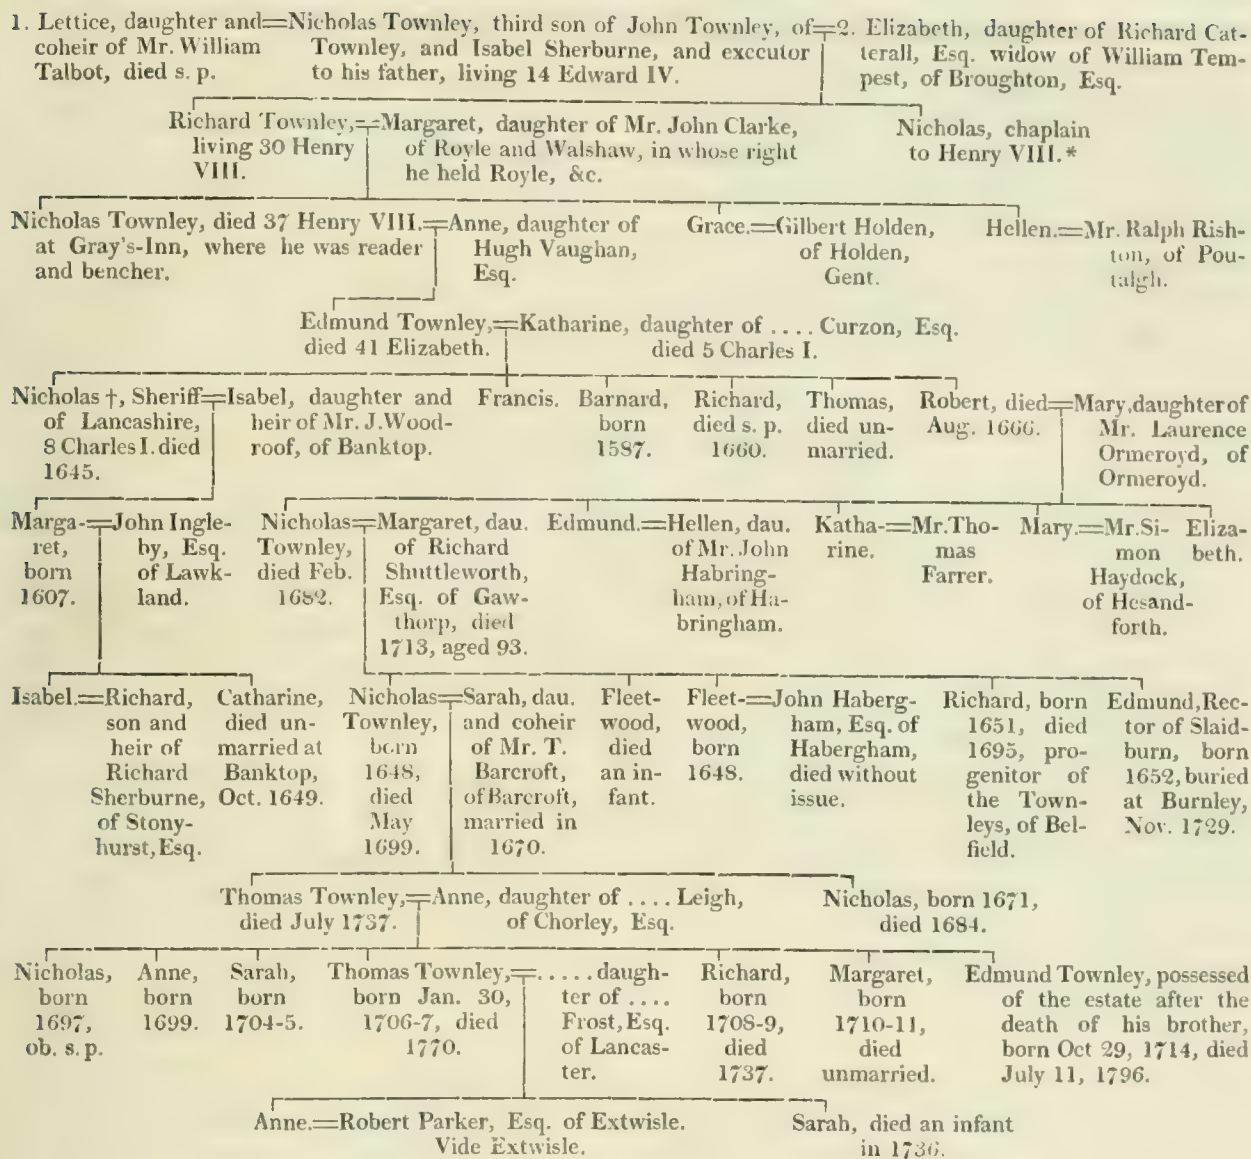 1. Lettice, daughter and=Nicholas Townley, third son of John Townley, of=2. Elizabeth, daughter of Richard Cat-
coheir of Mr. William Townley, and Isabel Sherburne, and executor terall, Esq. widow of William Tem-
Talbot, died s. p. to his father, living 14 Edward IV. pest, of Broughton, Esq.
Richard Townley,=Margaret, daughter of Mr. John Clarke, Nicholas, chaplain
living 30 Henry of Royle and Walshaw, in whose right to Henry VIII.*
VIII. he held Royle, &c.
Nicholas Townley, died 37 Henry VIII.=Anne, daughter of Grace.=Gilbert Holden, Hellen.=Mr. Ralph Rish-
at Gray's-Inn, where he was reader Hugh Vaughan, of Holden, ton, of Pou-
and bencher. Esq. Gent. talgh.
Edmund Townley,=Katharine, daughter of .... Curzon, Esq.
died 41 Elizabeth. died 5 Charles I.
Nicholas †, Sheriff=Isabel, daughter and Francis. Barnard, Richard, Thomas, Robert, died=Mary, daughter of
of Lancashire, heir of Mr. J. Wood- born died s. p. died un- Aug. 1666. Mr. Laurence
8 Charles I. died roof, of Banktop. 1587. 1660. married. Ormeroyd, of
1645. Ormeroyd.
Marga-=John Ingle- Nicholas=Margaret, dau. Edmund.=Hellen, dau. Katha-=Mr. Tho- Mary.=Mr. Si- Eliza-
ret, by, Esq. Townley, of Richard of Mr. John rine. mas mon beth.
born of Lawk- died Feb. Shuttleworth, Habring- Farrer. Haydock,
1607. land. 1682. Esq. of Gaw- ham, of Ha- of Hesand-
thorp, died bringham. forth.
1713, aged 93.
Isabel.=Richard, Catharine, Nicholas=Sarah, dau. Fleet- Fleet-=John Haberg- Richard, born Edmund, Rec-
son and died un- Townley, and coheir wood, wood, ham, Esq. of 1651, died tor of Slaid-
heir of married at born of Mr. T. died born Habergham, 1695, pro- burn, born
Richard Banktop, 1648, Barcroft, an in- 1648. died without genitor of 1652, buried
Sherburne, Oct. 1649. died of Barcroft, fant. issue. the Town- at Burnley,
of Stony- May married in leys, of Bel- Nov. 1729.
hurst, Esq. 1699. 1670. field.
Thomas Townley,=Anne, daughter of .... Leigh, Nicholas, born 1671,
died July 1737. of Chorley, Esq. died 1684.
Nicholas, Anne, Sarah, Thomas Townley,=..... daugh- Richard, Margaret, Edmund Townley, possessed
born born born born Jan. 30, ter of .... born born of the estate after the
1697, 1699. 1704-5. 1706-7, died Frost, Esq. 1708-9, 1710-11, death of his brother,
ob. s. p. 1770. of Lancas- died died born Oct 29, 1714, died
ter. 1737. unmarried. July 11, 1796.
Anne.=Robert Parker, Esq. of Extwisle. Sarah, died an infant
Vide Extwisle. in 1736.